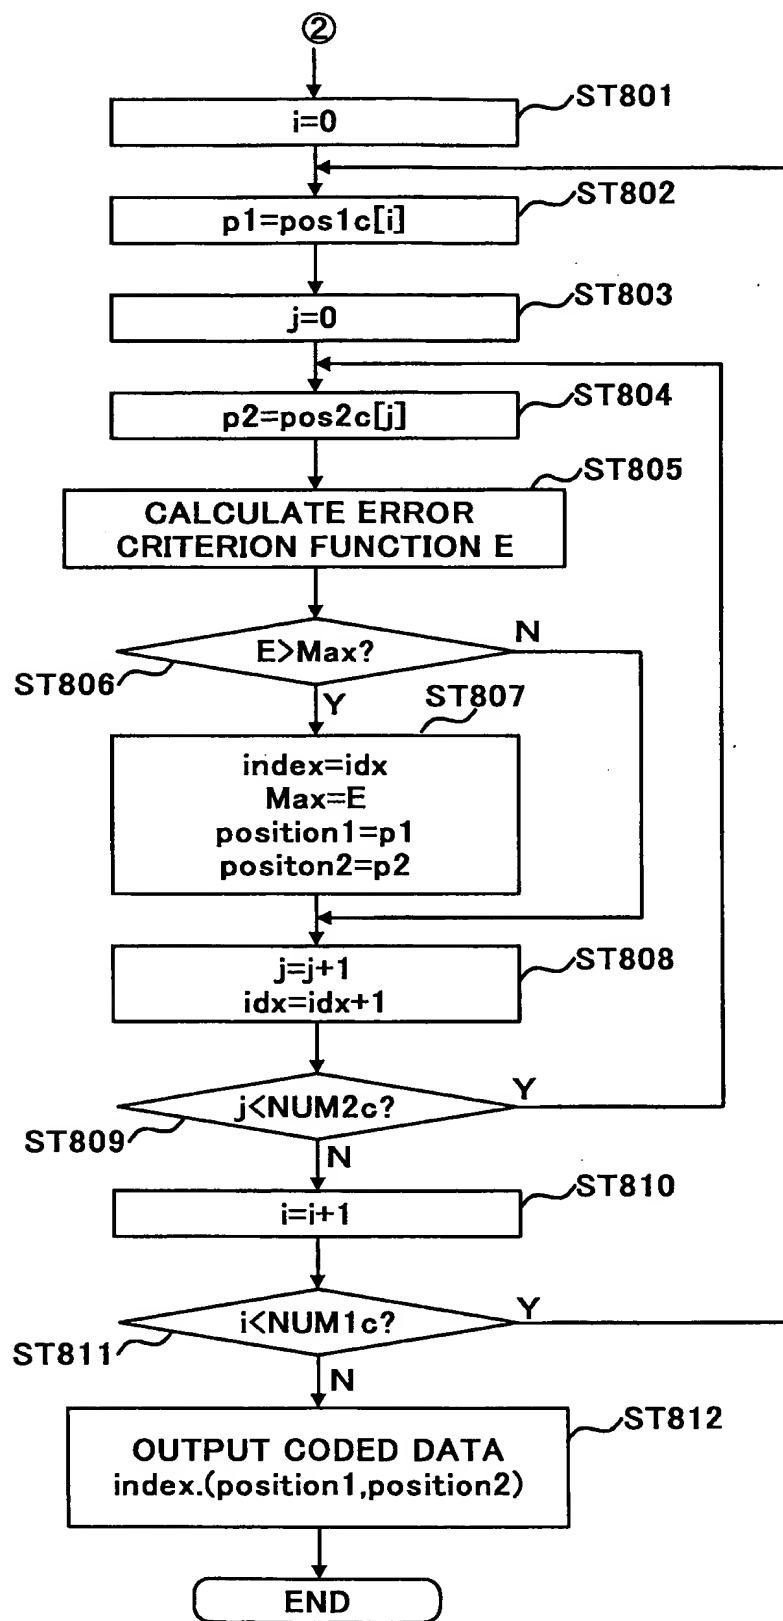 ②
ST801
i=0
ST802
p1=pos1c[i]
ST803
j=0
ST804
p2=pos2c[j]
ST805
CALCULATE ERROR
CRITERION FUNCTION E
E>Max?
N
ST806
Y
ST807
index=idx
Max=E
position1=p1
positon2=p2
ST808
j=j+1
idx=idx+1
j<NUM2c?
Y
ST809
N
ST810
i=i+1
i<NUM1c?
Y
ST811
N
ST812
OUTPUT CODED DATA
index.(position1,position2)
END